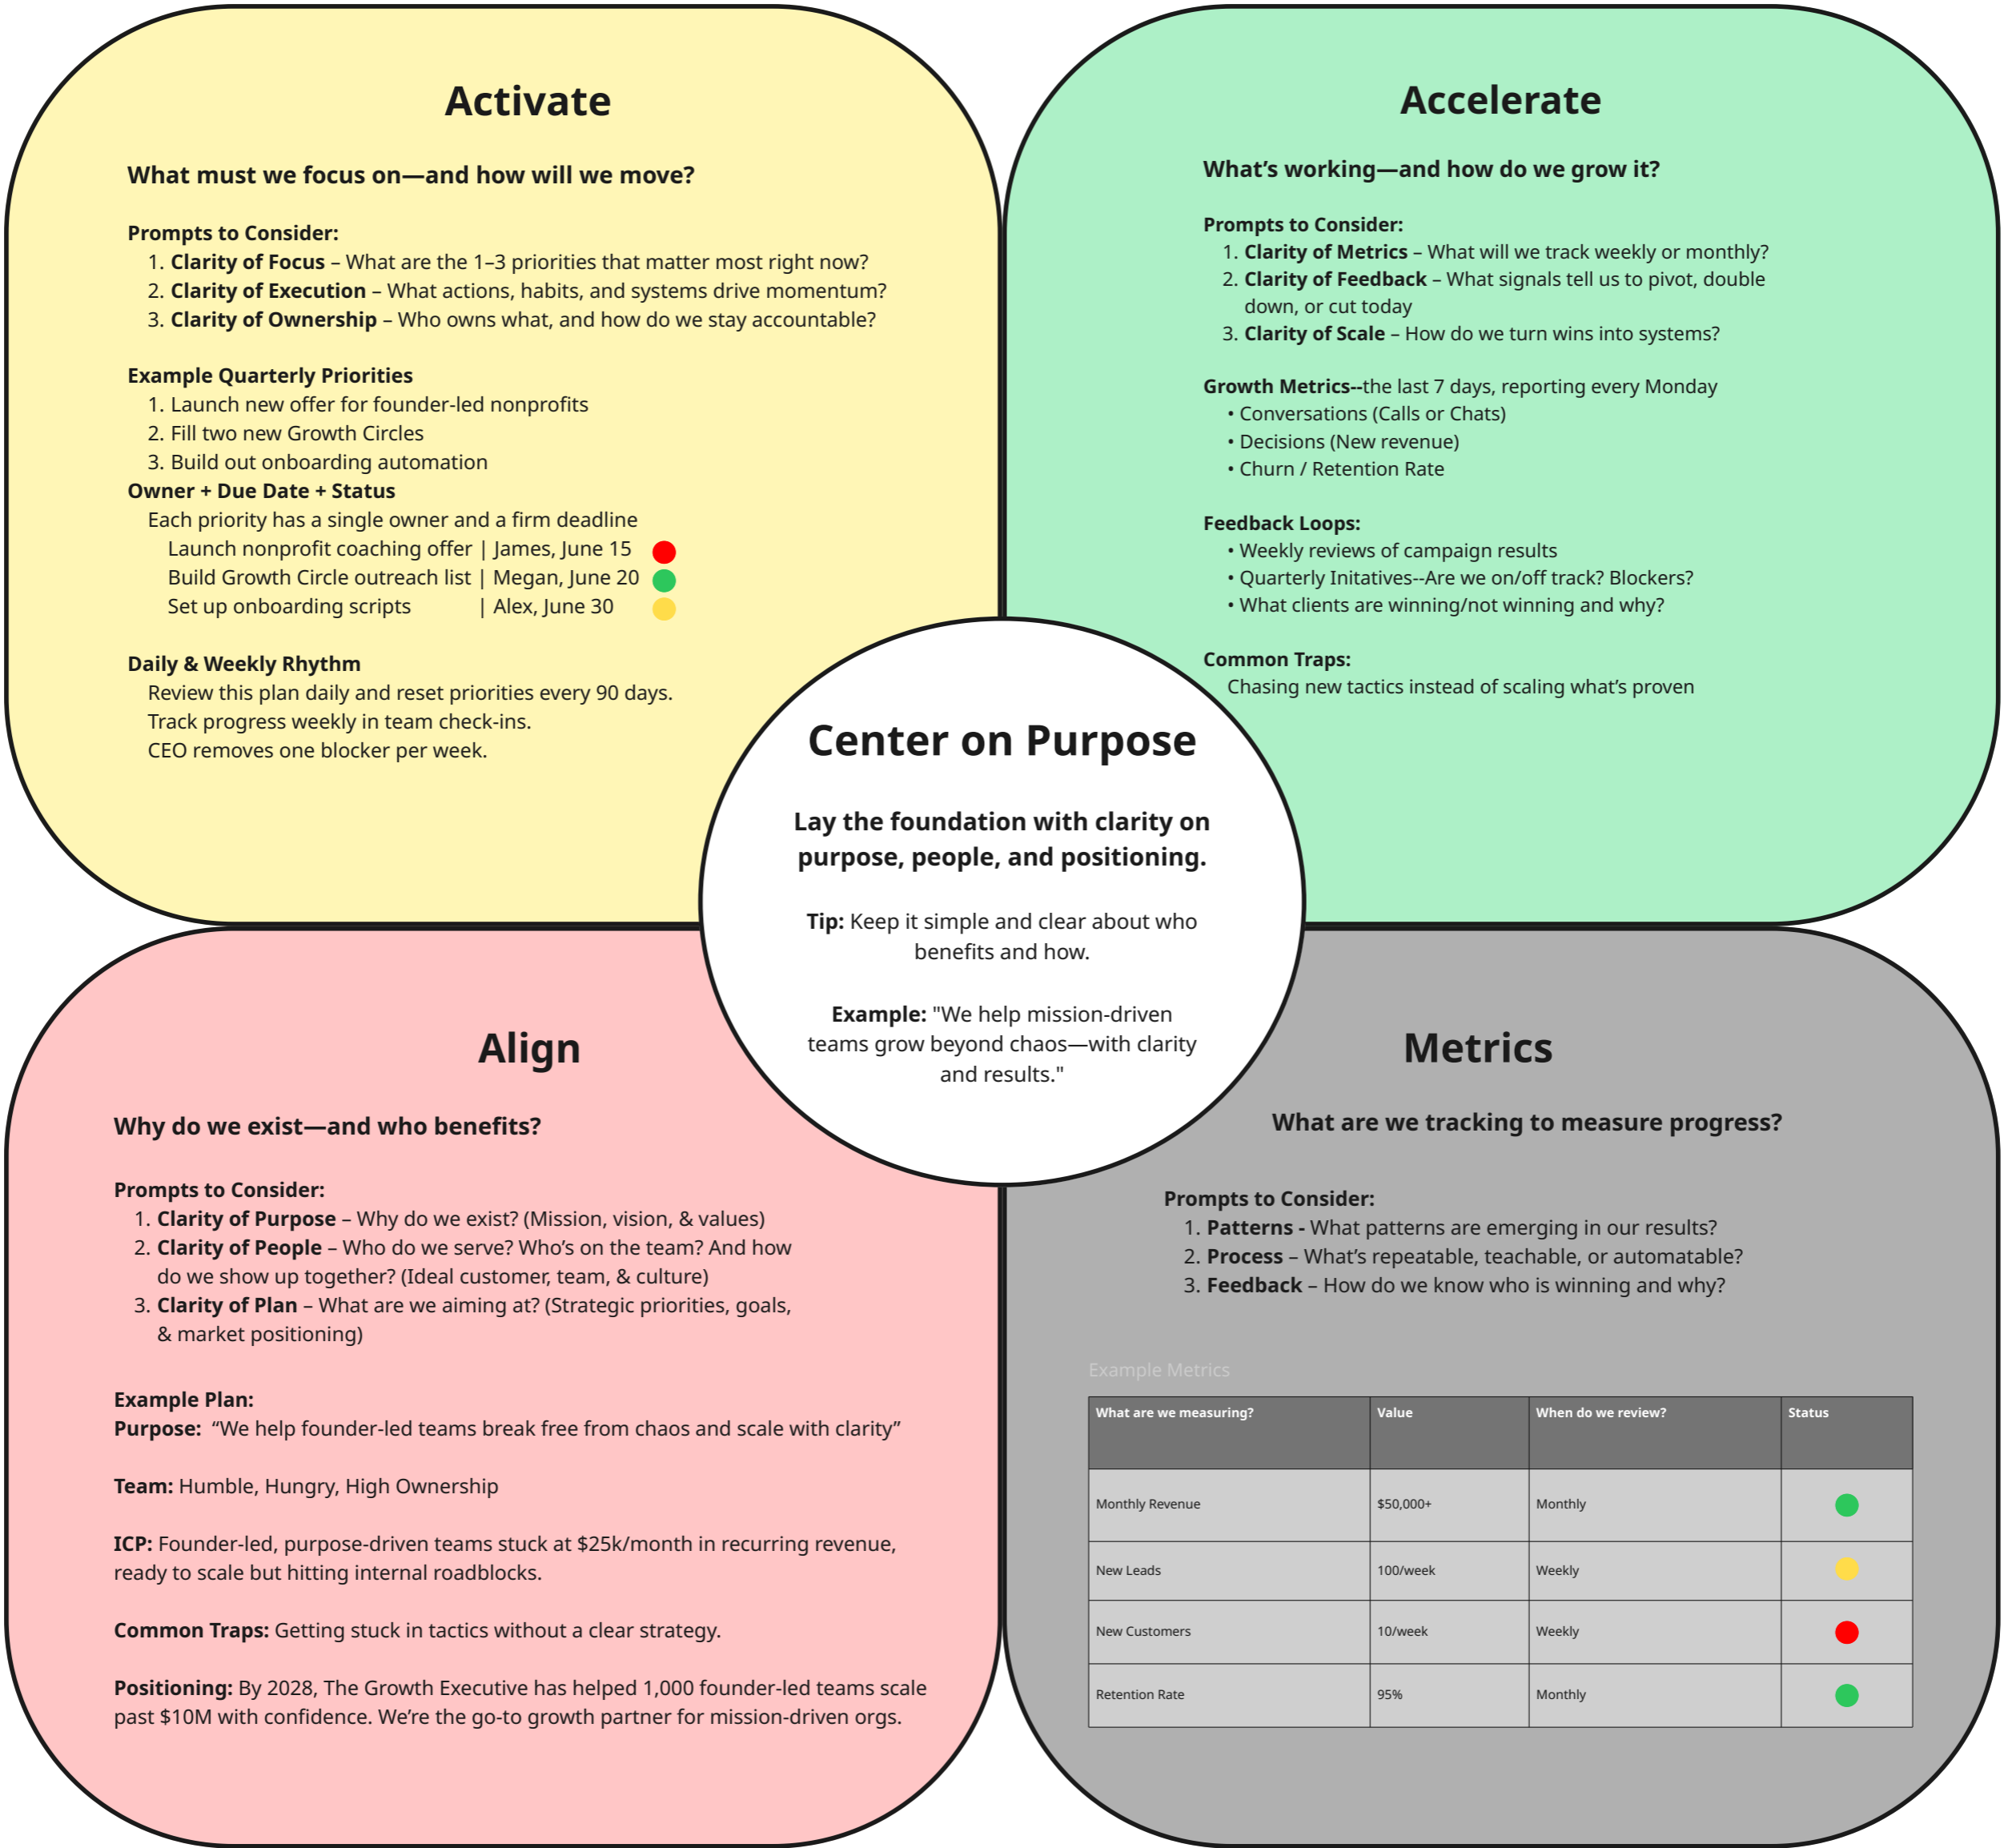 Activate
What must we focus on—and how will we move?
Prompts to Consider:
1. Clarity of Focus – What are the 1–3 priorities that matter most right now?
2. Clarity of Execution – What actions, habits, and systems drive momentum?
3. Clarity of Ownership – Who owns what, and how do we stay accountable?
Example Quarterly Priorities
1. Launch new offer for founder-led nonprofits
2. Fill two new Growth Circles
3. Build out onboarding automation
Owner + Due Date + Status
Each priority has a single owner and a firm deadline
Launch nonprofit coaching offer | James, June 15
Build Growth Circle outreach list | Megan, June 20
Set up onboarding scripts | Alex, June 30
Daily & Weekly Rhythm
Review this plan daily and reset priorities every 90 days.
Track progress weekly in team check-ins.
CEO removes one blocker per week.
Accelerate
What’s working—and how do we grow it?
Prompts to Consider:
1. Clarity of Metrics – What will we track weekly or monthly?
2. Clarity of Feedback – What signals tell us to pivot, double
down, or cut today
3. Clarity of Scale – How do we turn wins into systems?
Growth Metrics--the last 7 days, reporting every Monday
• Conversations (Calls or Chats)
• Decisions (New revenue)
• Churn / Retention Rate
Feedback Loops:
• Weekly reviews of campaign results
• Quarterly Initatives--Are we on/off track? Blockers?
• What clients are winning/not winning and why?
Common Traps:
Chasing new tactics instead of scaling what’s proven
Center on Purpose
Lay the foundation with clarity on
purpose, people, and positioning.
Tip: Keep it simple and clear about who
benefits and how.
Example: "We help mission-driven
teams grow beyond chaos—with clarity
and results."
Align
Why do we exist—and who benefits?
Prompts to Consider:
1. Clarity of Purpose – Why do we exist? (Mission, vision, & values)
2. Clarity of People – Who do we serve? Who’s on the team? And how
do we show up together? (Ideal customer, team, & culture)
3. Clarity of Plan – What are we aiming at? (Strategic priorities, goals,
& market positioning)
Example Plan:
Purpose: “We help founder-led teams break free from chaos and scale with clarity”
Team: Humble, Hungry, High Ownership
ICP: Founder-led, purpose-driven teams stuck at $25k/month in recurring revenue,
ready to scale but hitting internal roadblocks.
Common Traps: Getting stuck in tactics without a clear strategy.
Positioning: By 2028, The Growth Executive has helped 1,000 founder-led teams scale
past $10M with confidence. We’re the go-to growth partner for mission-driven orgs.
Metrics
What are we tracking to measure progress?
Prompts to Consider:
1. Patterns - What patterns are emerging in our results?
2. Process – What’s repeatable, teachable, or automatable?
3. Feedback – How do we know who is winning and why?
Example Metrics
What are we measuring? Value When do we review? Status
Monthly Revenue $50,000+ Monthly
New Leads 100/week Weekly
New Customers 10/week Weekly
Retention Rate 95% Monthly